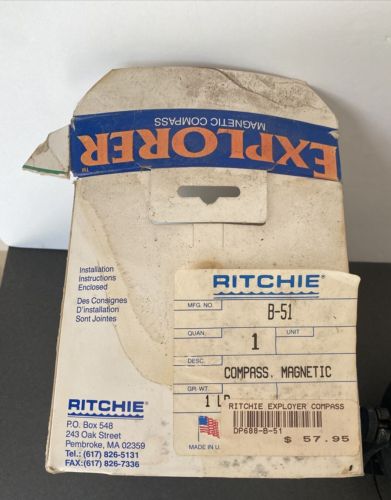 EXPLORER™
MAGNETIC COMPASS
Installation
Instructions
Enclosed
Des Consignes
D'installation
Sont Jointes
RITCHIE®
P.O. Box 548
243 Oak Street
Pembroke, MA 02359
Tel: (617) 826-5131
FAX:(617) 826-7336
RITCHIE®
MFG. NO.
B-51
QUAN.
1
UNIT
DESC.
COMPASS, MAGNETIC
GR WT.
1
MADE IN U.
RITCHIE EXPLOYER COMPASS
DP688-B-51
$ 57.95